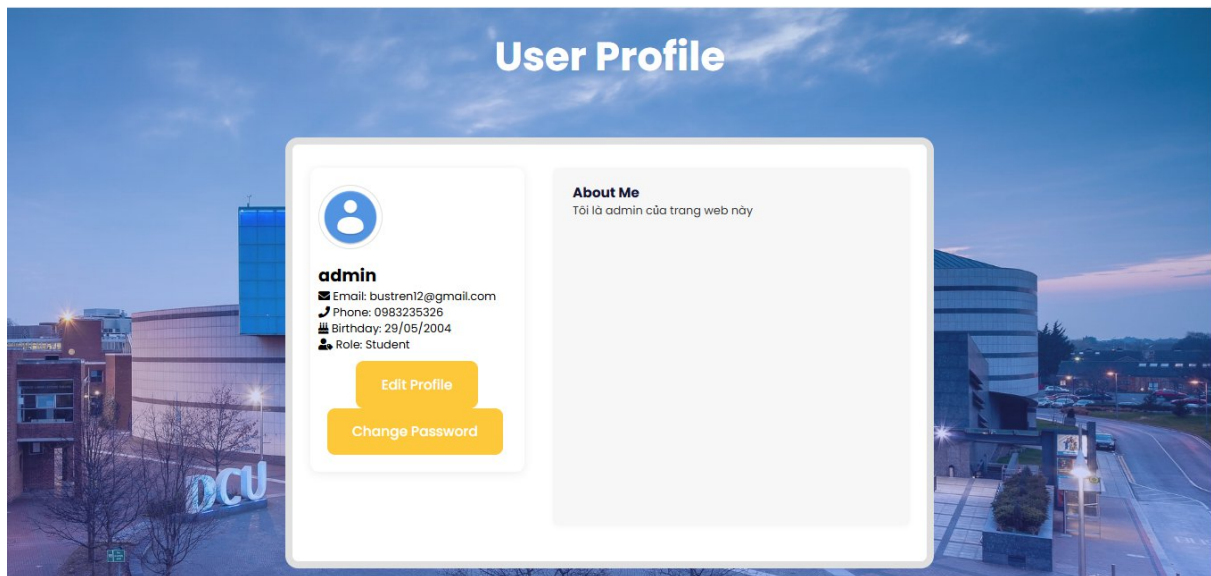 User Profile
admin
Email: bustren12@gmail.com
Phone: 0983235326
Birthday: 29/05/2004
Role: Student
Edit Profile
Change Password
About Me
Tôi là admin của trang web này
DCU